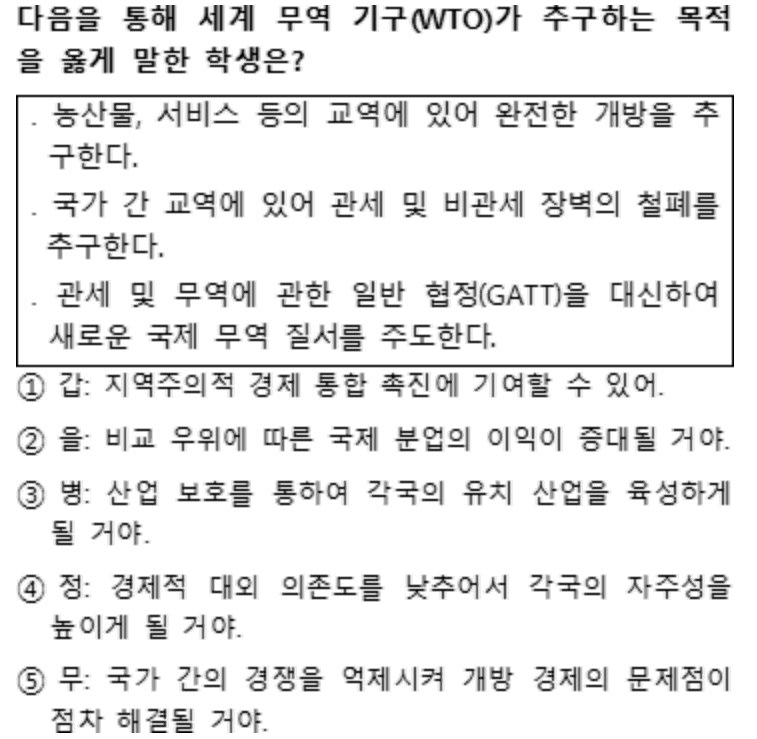 다음을 통해 세계 무역 기구(WTO)가 추구하는 목적
을 옳게 말한 학생은?
. 농산물, 서비스 등의 교역에 있어 완전한 개방을 추
구한다.
. 국가 간 교역에 있어 관세 및 비관세 장벽의 철폐를
추구한다.
. 관세 및 무역에 관한 일반 협정(GATT)을 대신하여
새로운 국제 무역 질서를 주도한다.
① 갑: 지역주의적 경제 통합 촉진에 기여할 수 있어.
② 을: 비교 우위에 따른 국제 분업의 이익이 증대될 거야.
③ 병: 산업 보호를 통하여 각국의 유치 산업을 육성하게
될 거야.
④ 정: 경제적 대외 의존도를 낮추어서 각국의 자주성을
높이게 될 거야.
⑤ 무: 국가 간의 경쟁을 억제시켜 개방 경제의 문제점이
점차 해결될 거야.